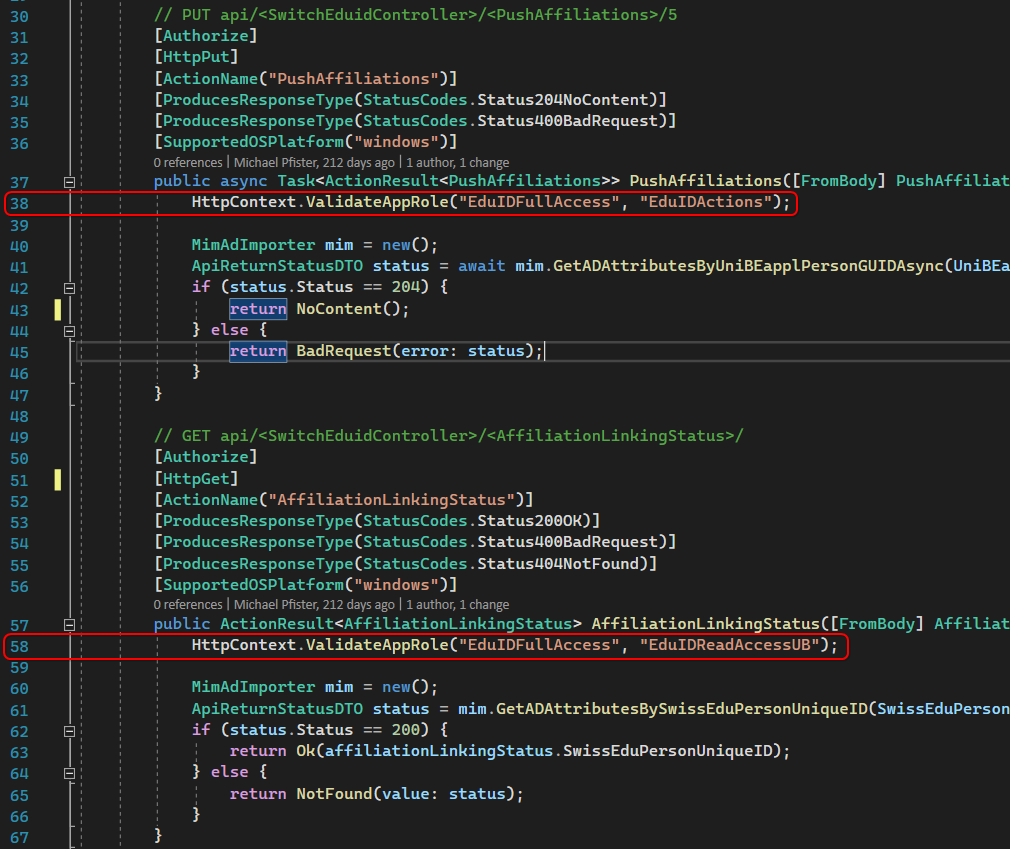 30 // PUT api/<SwitchEduidController>/<PushAffiliations>/5
31 [Authorize]
32 [HttpPut]
33 [ActionName("PushAffiliations")]
34 [ProducesResponseType(StatusCodes.Status204NoContent)]
35 [ProducesResponseType(StatusCodes.Status400BadRequest)]
36 [SupportedOSPlatform("windows")]
0 references | Michael Pfister, 212 days ago | 1 author, 1 change
37 public async Task<ActionResult<PushAffiliations>> PushAffiliations([FromBody] PushAffiliat
38 HttpContext.ValidateAppRole("EduIDFullAccess", "EduIDActions");
39
40 MimAdImporter mim = new();
41 ApiReturnStatusDTO status = await mim.GetADAttributesByUniBEapplPersonGUIDAsync(UniBEa
42 if (status.Status == 204) {
43 return NoContent();
44 } else {
45 return BadRequest(error: status);
46 }
47 }
48
49 // GET api/<SwitchEduidController>/<AffiliationLinkingStatus>/
50 [Authorize]
51 [HttpGet]
52 [ActionName("AffiliationLinkingStatus")]
53 [ProducesResponseType(StatusCodes.Status200OK)]
54 [ProducesResponseType(StatusCodes.Status400BadRequest)]
55 [ProducesResponseType(StatusCodes.Status404NotFound)]
56 [SupportedOSPlatform("windows")]
0 references | Michael Pfister, 212 days ago | 1 author, 1 change
57 public ActionResult<AffiliationLinkingStatus> AffiliationLinkingStatus([FromBody] Affiliat
58 HttpContext.ValidateAppRole("EduIDFullAccess", "EduIDReadAccessUB");
59
60 MimAdImporter mim = new();
61 ApiReturnStatusDTO status = mim.GetADAttributesBySwissEduPersonUniqueID(SwissEduPerson
62 if (status.Status == 200) {
63 return Ok(affiliationLinkingStatus.SwissEduPersonUniqueID);
64 } else {
65 return NotFound(value: status);
66 }
67 }